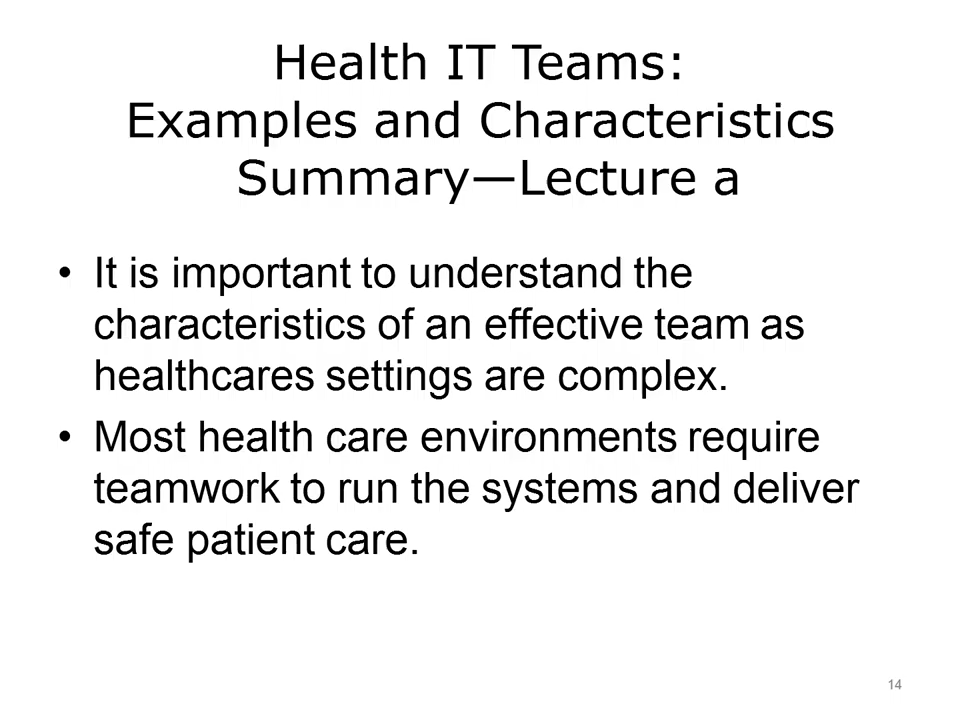 Health IT Teams:
Examples and Characteristics
Summary—Lecture a
• It is important to understand the
characteristics of an effective team as
healthcares settings are complex.
• Most health care environments require
teamwork to run the systems and deliver
safe patient care.
14